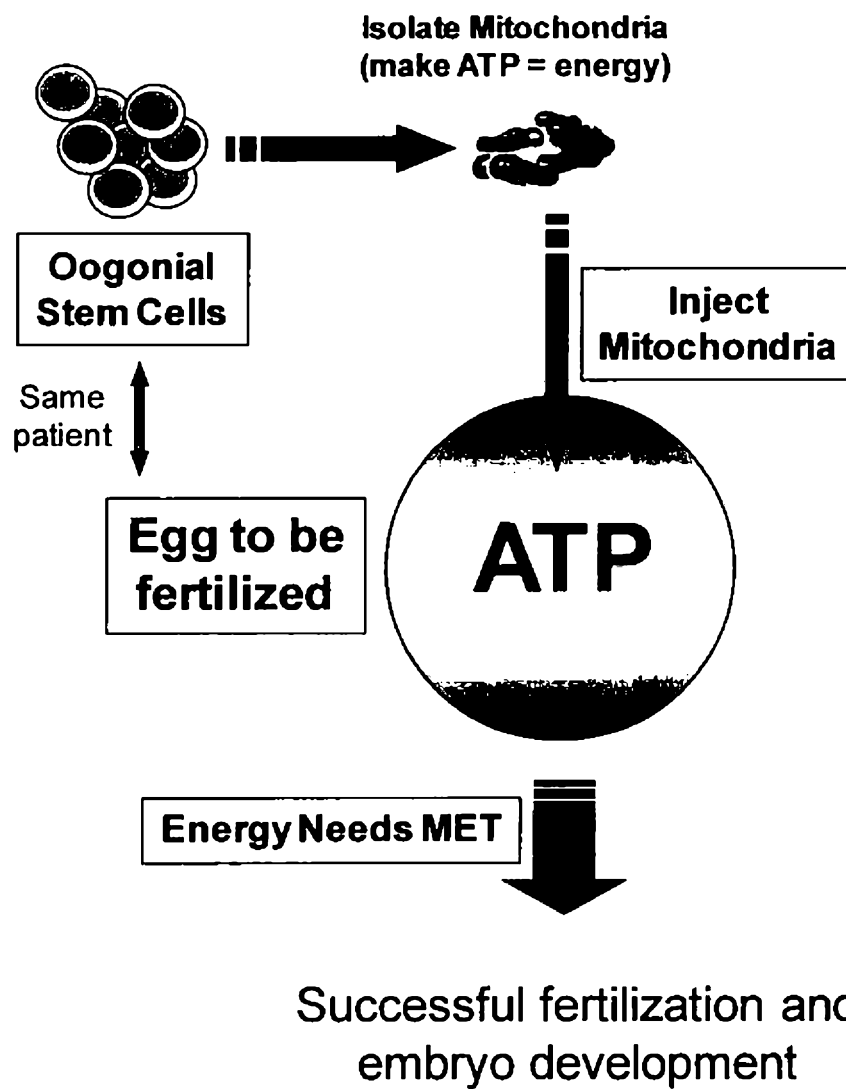 Isolate Mitochondria
(make ATP = energy)
Oogonial
Stem Cells
Inject
Mitochondria
Same
patient
Egg to be
fertilized
ATP
Energy Needs MET
Successful fertilization and
embryo development